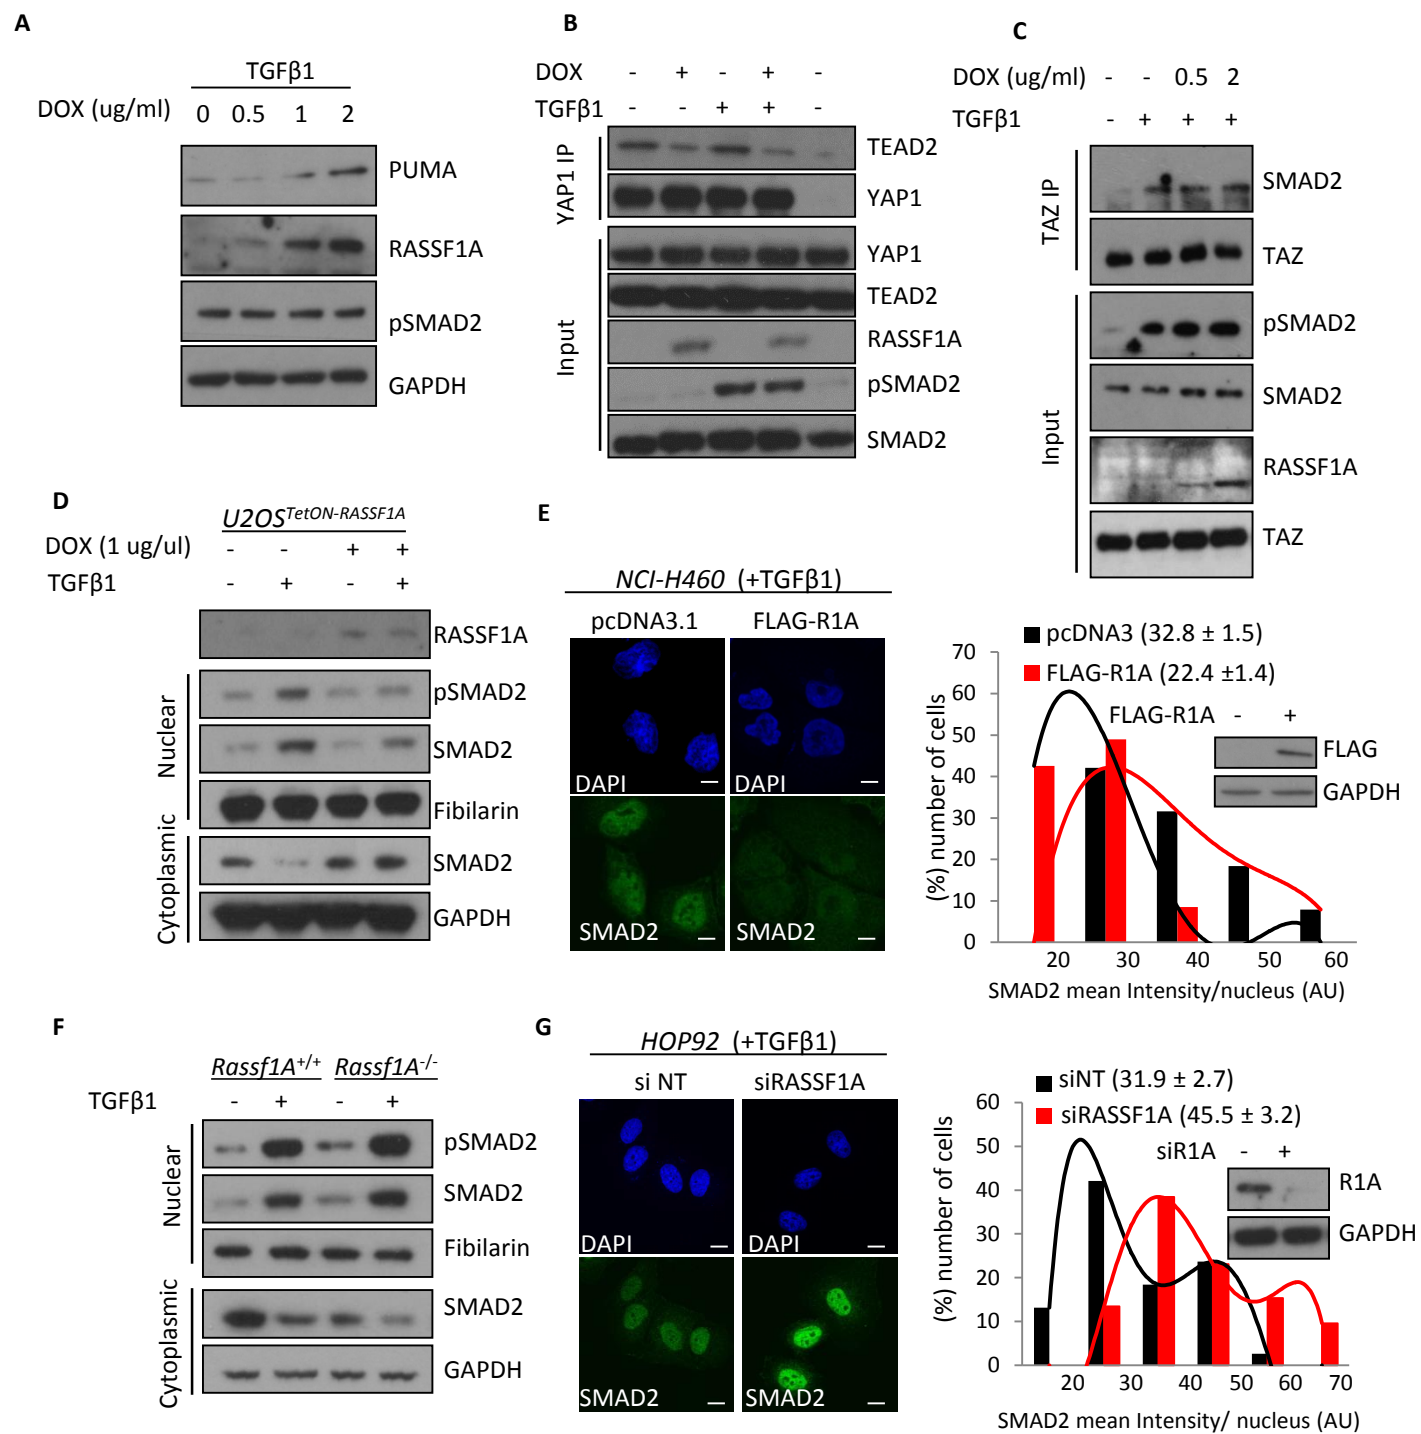 A
TGFβ1
DOX (ug/ml) 0 0.5 1 2
PUMA
RASSF1A
pSMAD2
GAPDH
B
DOX - + - + -
TGFβ1 - - + + -
YAP1 IP
TEAD2
YAP1
Input
YAP1
TEAD2
RASSF1A
pSMAD2
SMAD2
C
DOX (ug/ml) - - 0.5 2
TGFβ1 - + + +
TAZ IP
SMAD2
TAZ
Input
pSMAD2
SMAD2
RASSF1A
TAZ
D
U2OS^TetON-RASSF1A
DOX (1 ug/ul) - - + +
TGFβ1 - + - +
RASSF1A
Nuclear
pSMAD2
SMAD2
Fibilarin
Cytoplasmic
SMAD2
GAPDH
E
NCI-H460 (+TGFβ1)
pcDNA3.1 FLAG-R1A
DAPI
SMAD2 SMAD2
pcDNA3 (32.8 ± 1.5)
FLAG-R1A (22.4 ±1.4)
FLAG-R1A - +
FLAG
GAPDH
(%) number of cells
70
60
50
40
30
20
10
0
20 30 40 50 60
SMAD2 mean Intensity/nucleus (AU)
F
Rassf1A+/+ Rassf1A-/-
TGFβ1 - + - +
Nuclear
pSMAD2
SMAD2
Fibilarin
Cytoplasmic
SMAD2
GAPDH
G
HOP92 (+TGFβ1)
si NT siRASSF1A
DAPI DAPI
SMAD2 SMAD2
siNT (31.9 ± 2.7)
siRASSF1A (45.5 ± 3.2)
siR1A - +
R1A
GAPDH
(%) number of cells
60
50
40
30
20
10
0
20 30 40 50 60 70
SMAD2 mean Intensity/ nucleus (AU)